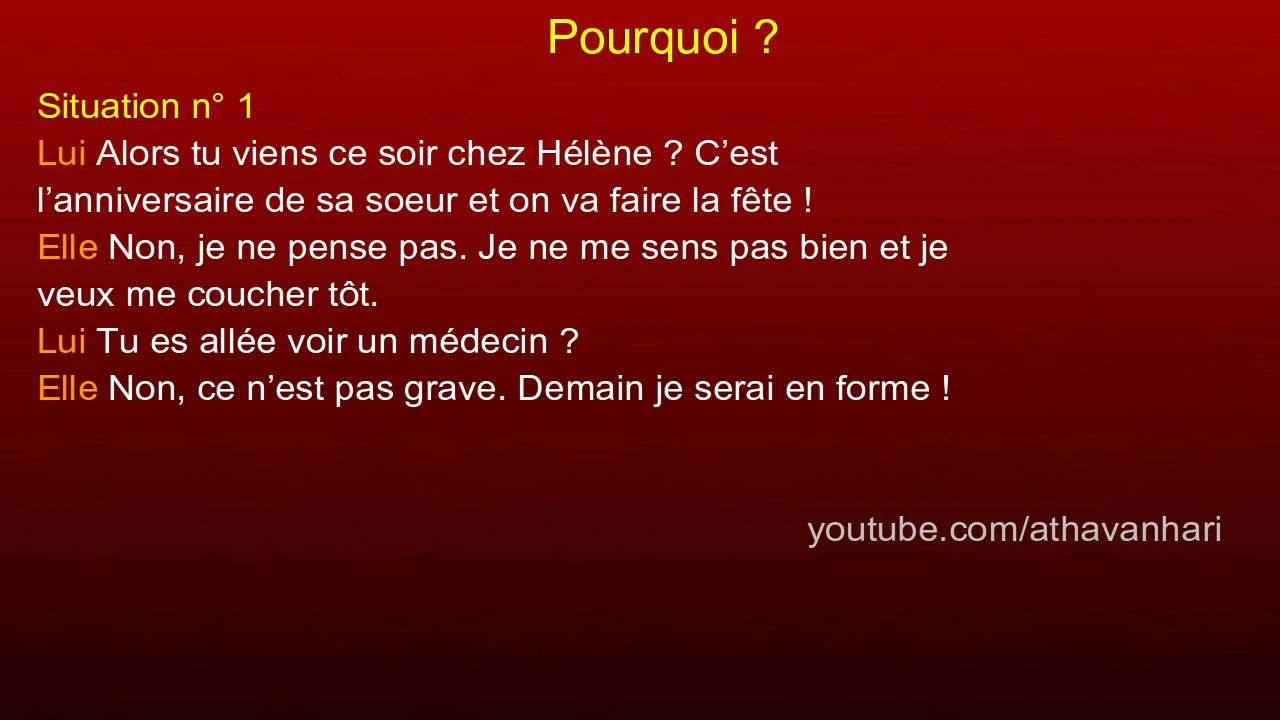 Pourquoi ?
Situation n° 1
Lui Alors tu viens ce soir chez Hélène ? C’est
l’anniversaire de sa soeur et on va faire la fête !
Elle Non, je ne pense pas. Je ne me sens pas bien et je
veux me coucher tôt.
Lui Tu es allée voir un médecin ?
Elle Non, ce n’est pas grave. Demain je serai en forme !
youtube.com/athavanhari